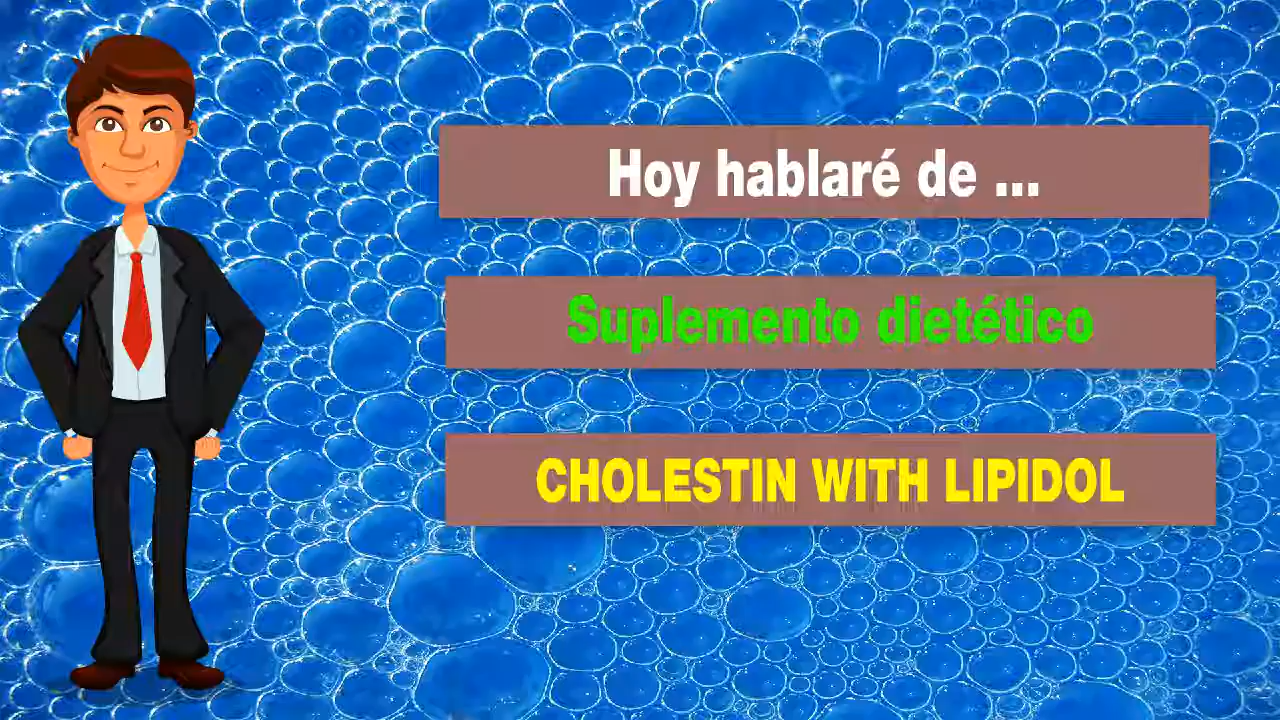 Hoy hablaré de ...
Suplemento dietético
CHOLESTIN WITH LIPIDOL